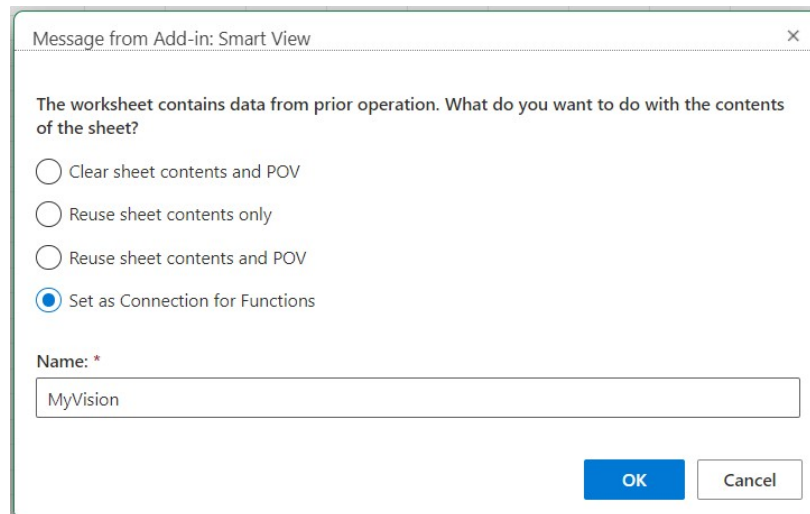 Message from Add-in: Smart View
The worksheet contains data from prior operation. What do you want to do with the contents
of the sheet?
Clear sheet contents and POV
Reuse sheet contents only
Reuse sheet contents and POV
Set as Connection for Functions
Name: *
MyVision
OK Cancel